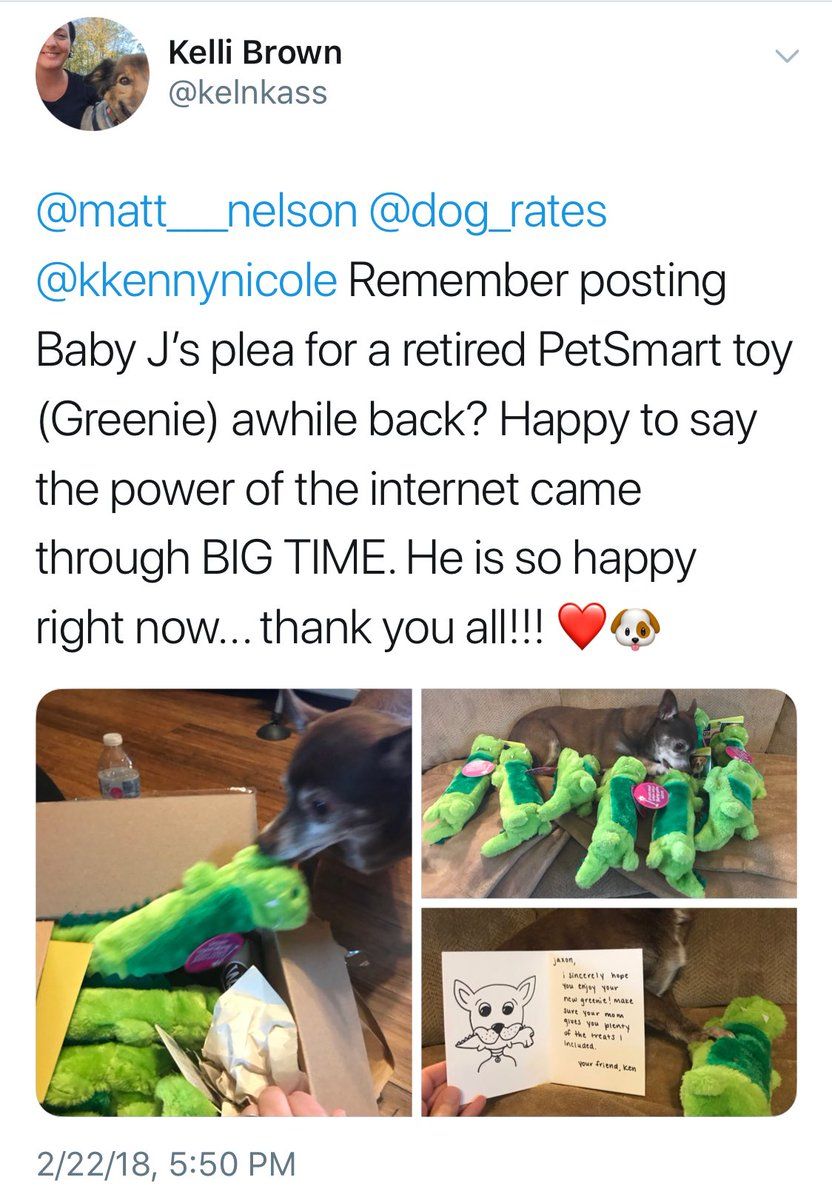 Kelli Brown
@kelnkass
@matt___nelson @dog_rates
@kkennynicole Remember posting
Baby J’s plea for a retired PetSmart toy
(Greenie) awhile back? Happy to say
the power of the internet came
through BIG TIME. He is so happy
right now... thank you all!!! ❤️🐶
jaxon,
i sincerely hope
you enjoy your
new greenie! make
sure your mom
gives you plenty
of the treats i
included.
your friend, ken
2/22/18, 5:50 PM